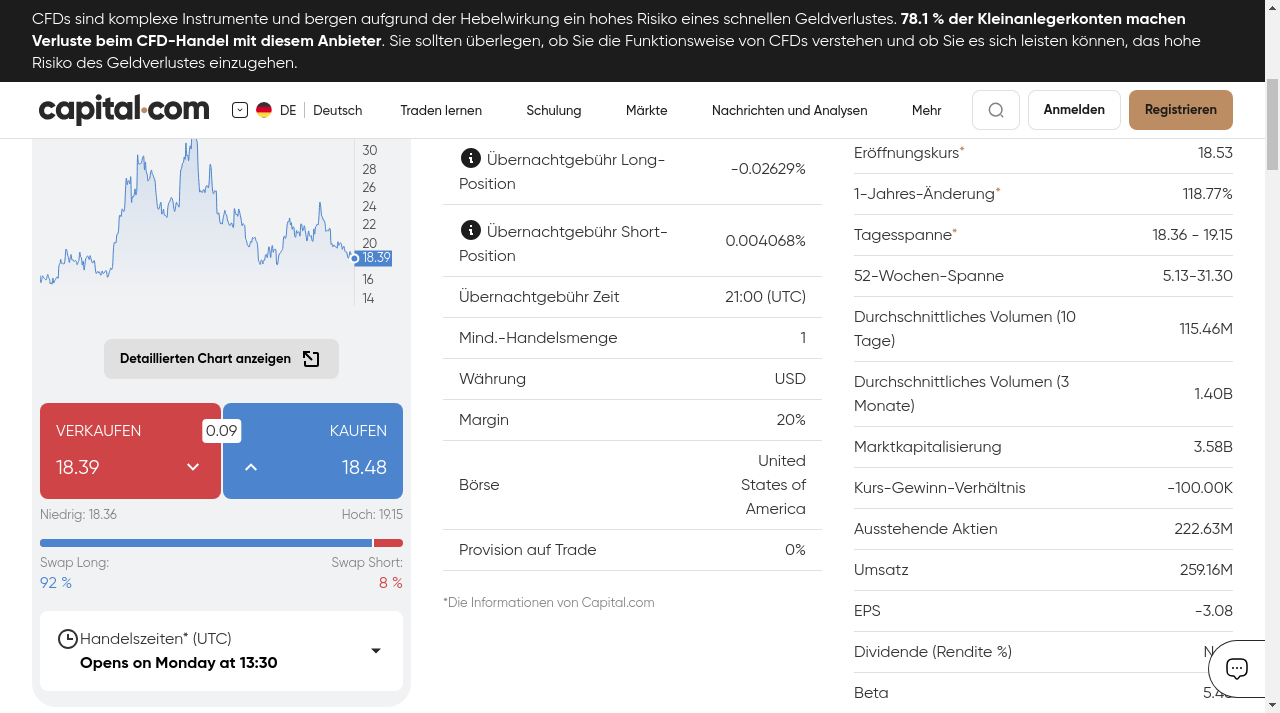 CFDs sind komplexe Instrumente und bergen aufgrund der Hebelwirkung ein hohes Risiko eines schnellen Geldverlustes. 78.1 % der Kleinanlegerkonten machen
Verluste beim CFD-Handel mit diesem Anbieter. Sie sollten überlegen, ob Sie die Funktionsweise von CFDs verstehen und ob Sie es sich leisten können, das hohe
Risiko des Geldverlustes einzugehen.
capital.com
DE
Deutsch
Traden lernen
Schulung
Märkte
Nachrichten und Analysen
Mehr
Anmelden
Registrieren
30
28
26
24
22
20
18.39
16
14
Detaillierten Chart anzeigen
VERKAUFEN
0.09
KAUFEN
18.39
18.48
Niedrig: 18.36
Hoch: 19.15
Swap Long:
Swap Short:
92 %
8 %
Handelszeiten* (UTC)
Opens on Monday at 13:30
Übernachtgebühr Long-
Position
-0.02629%
Übernachtgebühr Short-
Position
0.004068%
Übernachtgebühr Zeit
21:00 (UTC)
Mind.-Handelsmenge
1
Währung
USD
Margin
20%
Börse
United
States of
America
Provision auf Trade
0%
*Die Informationen von Capital.com
Eröffnungskurs*
18.53
1-Jahres-Änderung*
118.77%
Tagesspanne*
18.36 - 19.15
52-Wochen-Spanne
5.13-31.30
Durchschnittliches Volumen (10
Tage)
115.46M
Durchschnittliches Volumen (3
Monate)
1.40B
Marktkapitalisierung
3.58B
Kurs-Gewinn-Verhältnis
-100.00K
Ausstehende Aktien
222.63M
Umsatz
259.16M
EPS
-3.08
Dividende (Rendite %)
Beta